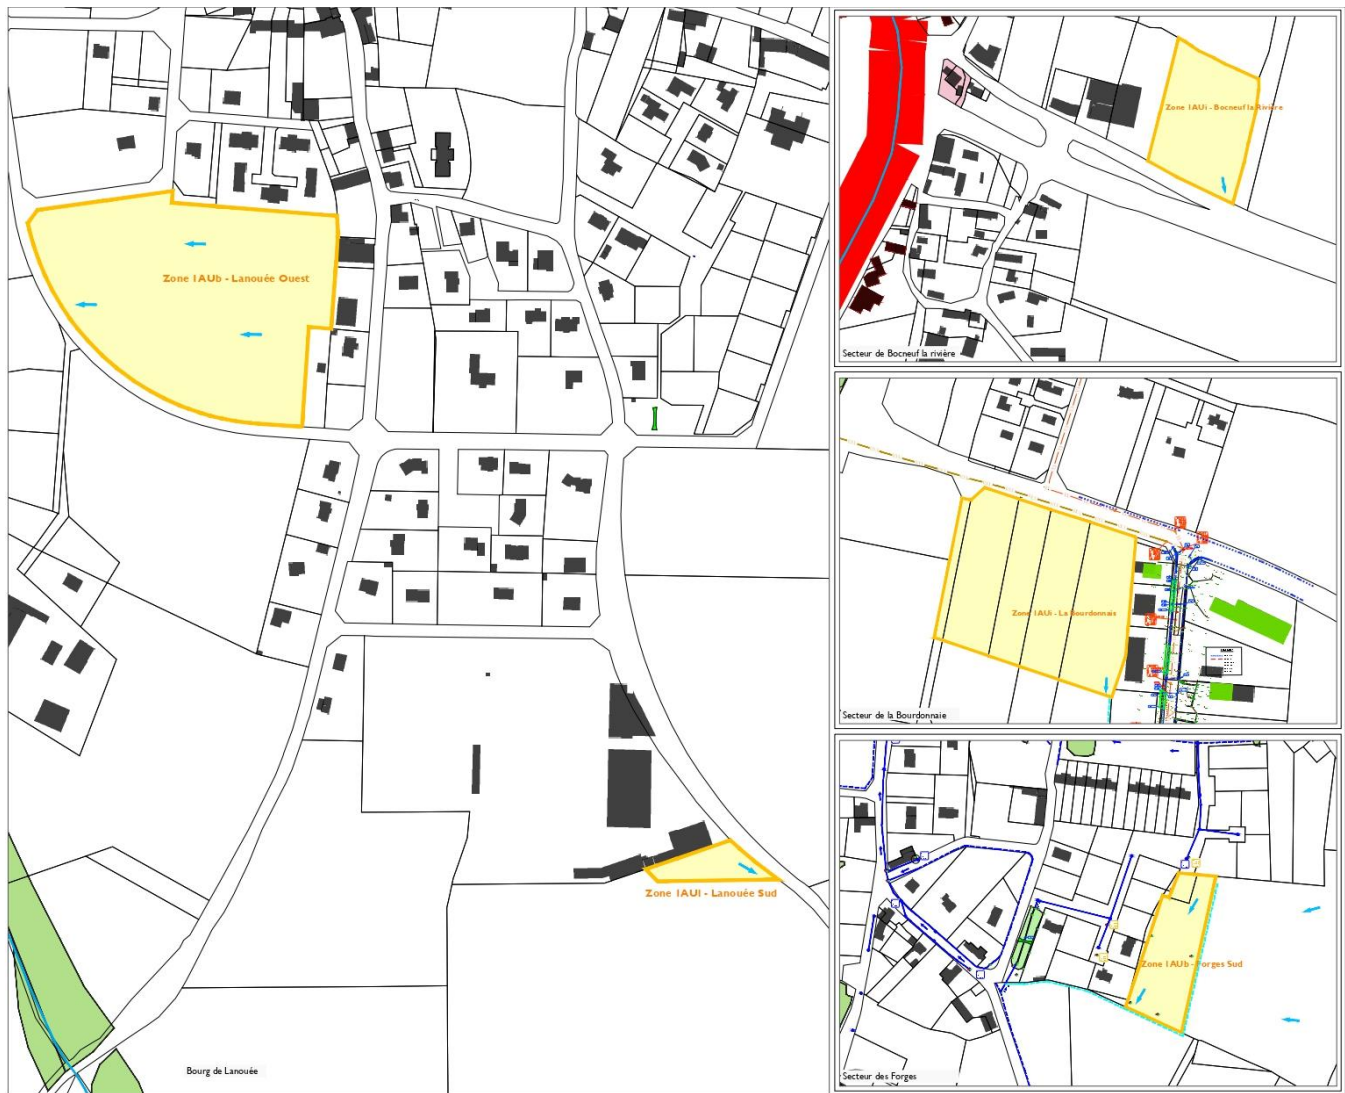 Zone 1AUb - Lanouée Ouest
Zone 1AUl - Lanouée Sud
Bourg de Lanouée
Zone 1AUi - Bocneuf la Rivière
Secteur de Bocneuf la rivière
Zone 1AUi - La Bourdonnais
Secteur de la Bourdonnaie
Zone 1AUb - Forges Sud
Secteur des Forges